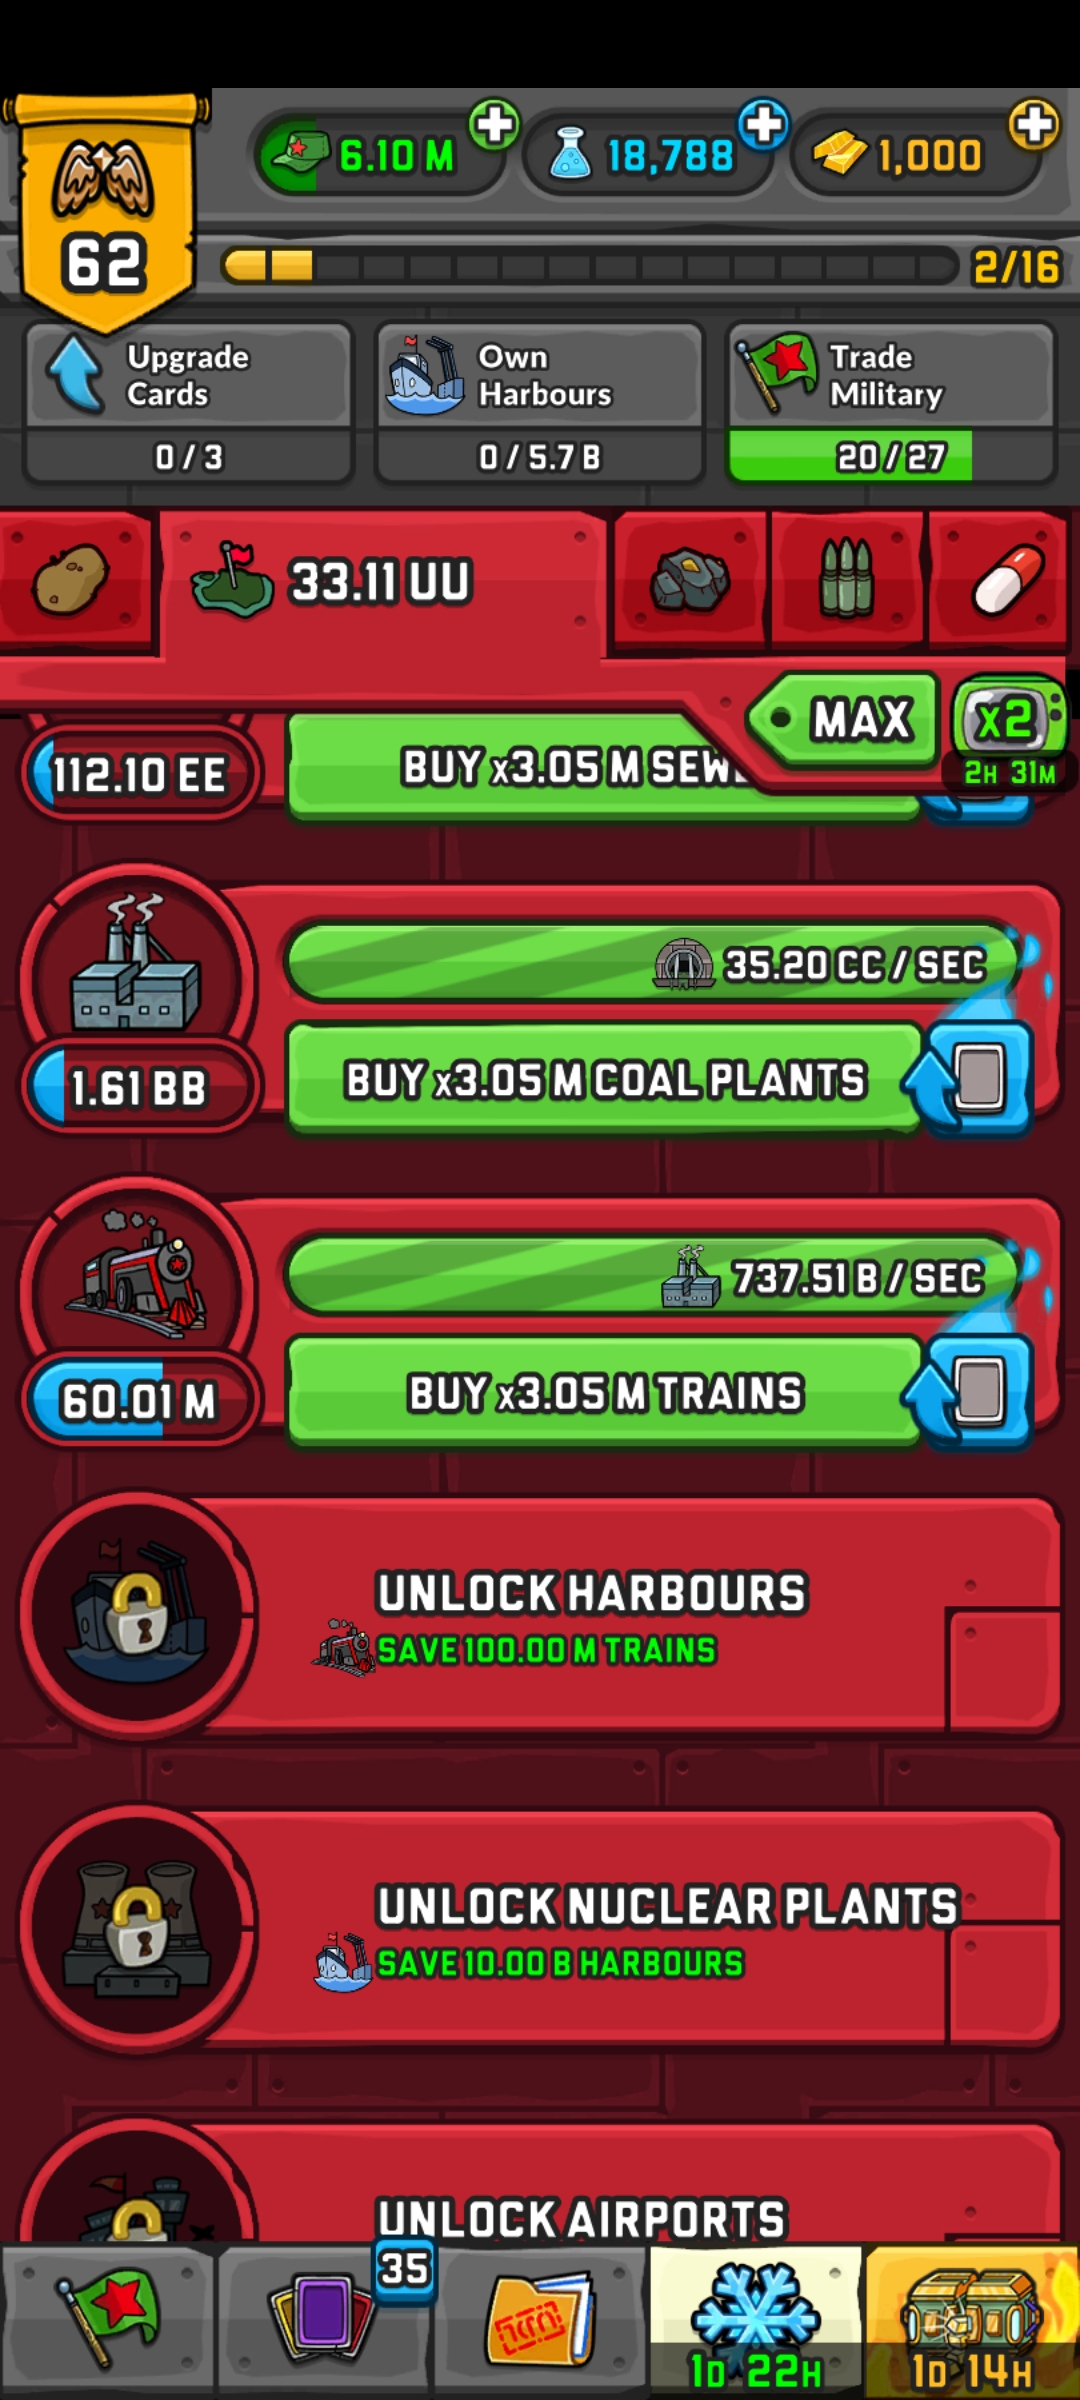 6.10 M
18,788
1,000
62
2/16
Upgrade
Cards
0 / 3
Own
Harbours
0 / 5.7 B
Trade
Military
20 / 27
33.11 UU
MAX
x2
2H 31M
112.10 EE
BUY x3.05 M
35.20 CC / SEC
1.61 BB
BUY x3.05 M COAL PLANTS
737.51 B / SEC
60.01 M
BUY x3.05 M TRAINS
UNLOCK HARBOURS
SAVE 100.00 M TRAINS
UNLOCK NUCLEAR PLANTS
SAVE 10.00 B HARBOURS
UNLOCK AIRPORTS
35
1D 22H
1D 14H